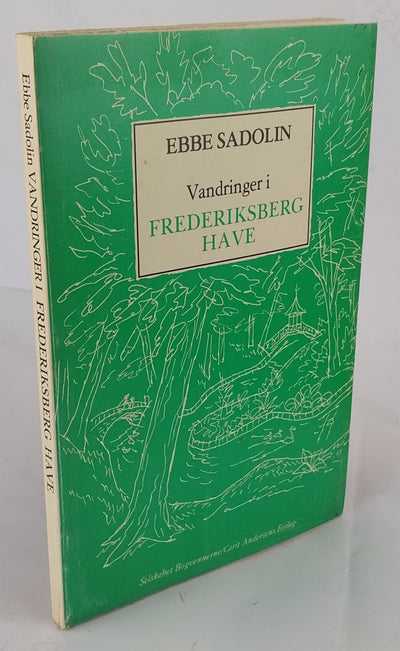 EBBE SADOLIN
Vandringer i
FREDERIKSBERG
HAVE
Selskabet Bogvennerne/Carit Andersens Forlag
Ebbe Sadolin VANDRINGER I FREDERIKSBERG HAVE